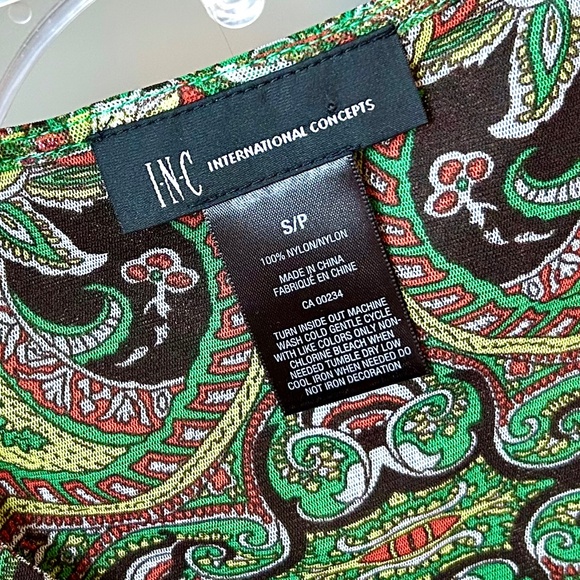 I·N·C INTERNATIONAL CONCEPTS
S/P
100% NYLON/NYLON
MADE IN CHINA
FABRIQUÉ EN CHINE
CA 00234
TURN INSIDE OUT MACHINE
WASH COLD GENTLE CYCLE
WITH LIKE COLORS ONLY NON-
CHLORINE BLEACH WHEN
NEEDED TUMBLE DRY LOW
COOL IRON WHEN NEEDED DO
NOT IRON DECORATION